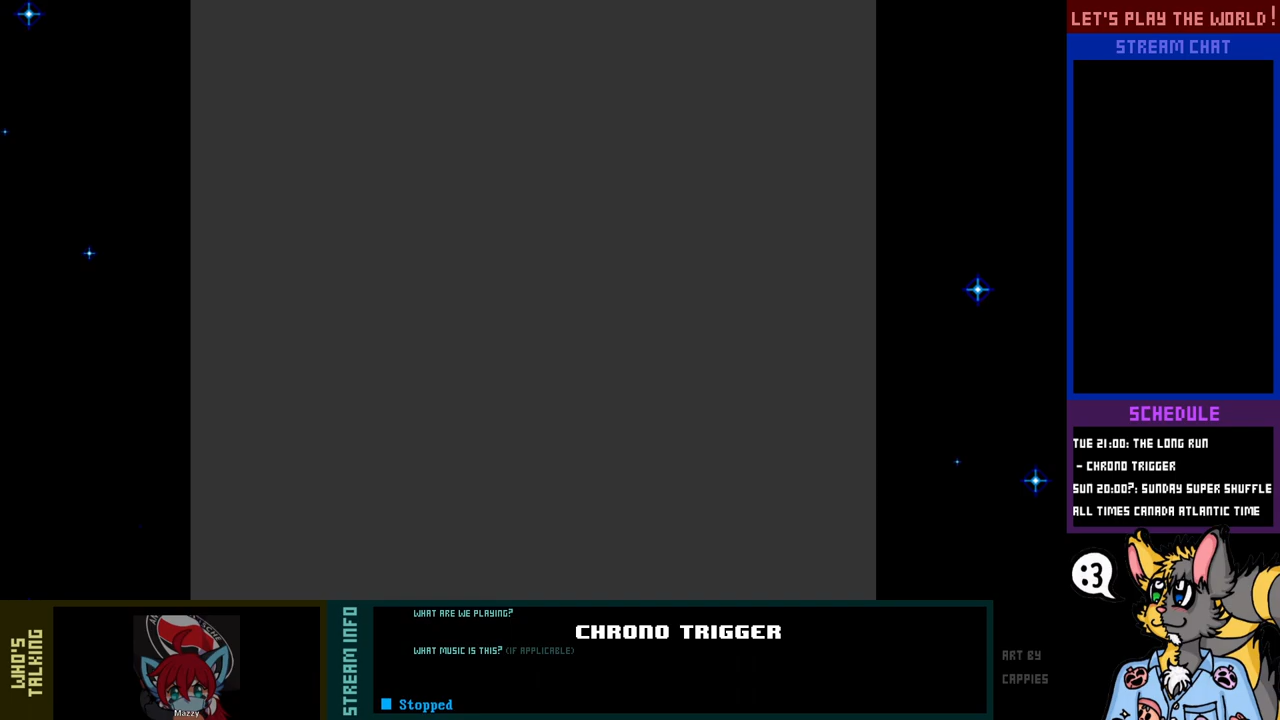 LET'S PLAY THE WORLD!
STREAM CHAT
SCHEDULE
TUE 21:00: THE LONG RUN
- CHRONO TRIGGER
SUN 20:00?: SUNDAY SUPER SHUFFLE
ALL TIMES CANADA ATLANTIC TIME
:3
WHO'S
TALKING
Mazzy
STREAM INFO
WHAT ARE WE PLAYING?
CHRONO TRIGGER
WHAT MUSIC IS THIS? (IF APPLICABLE)
Stopped
ART BY
CAPPIES